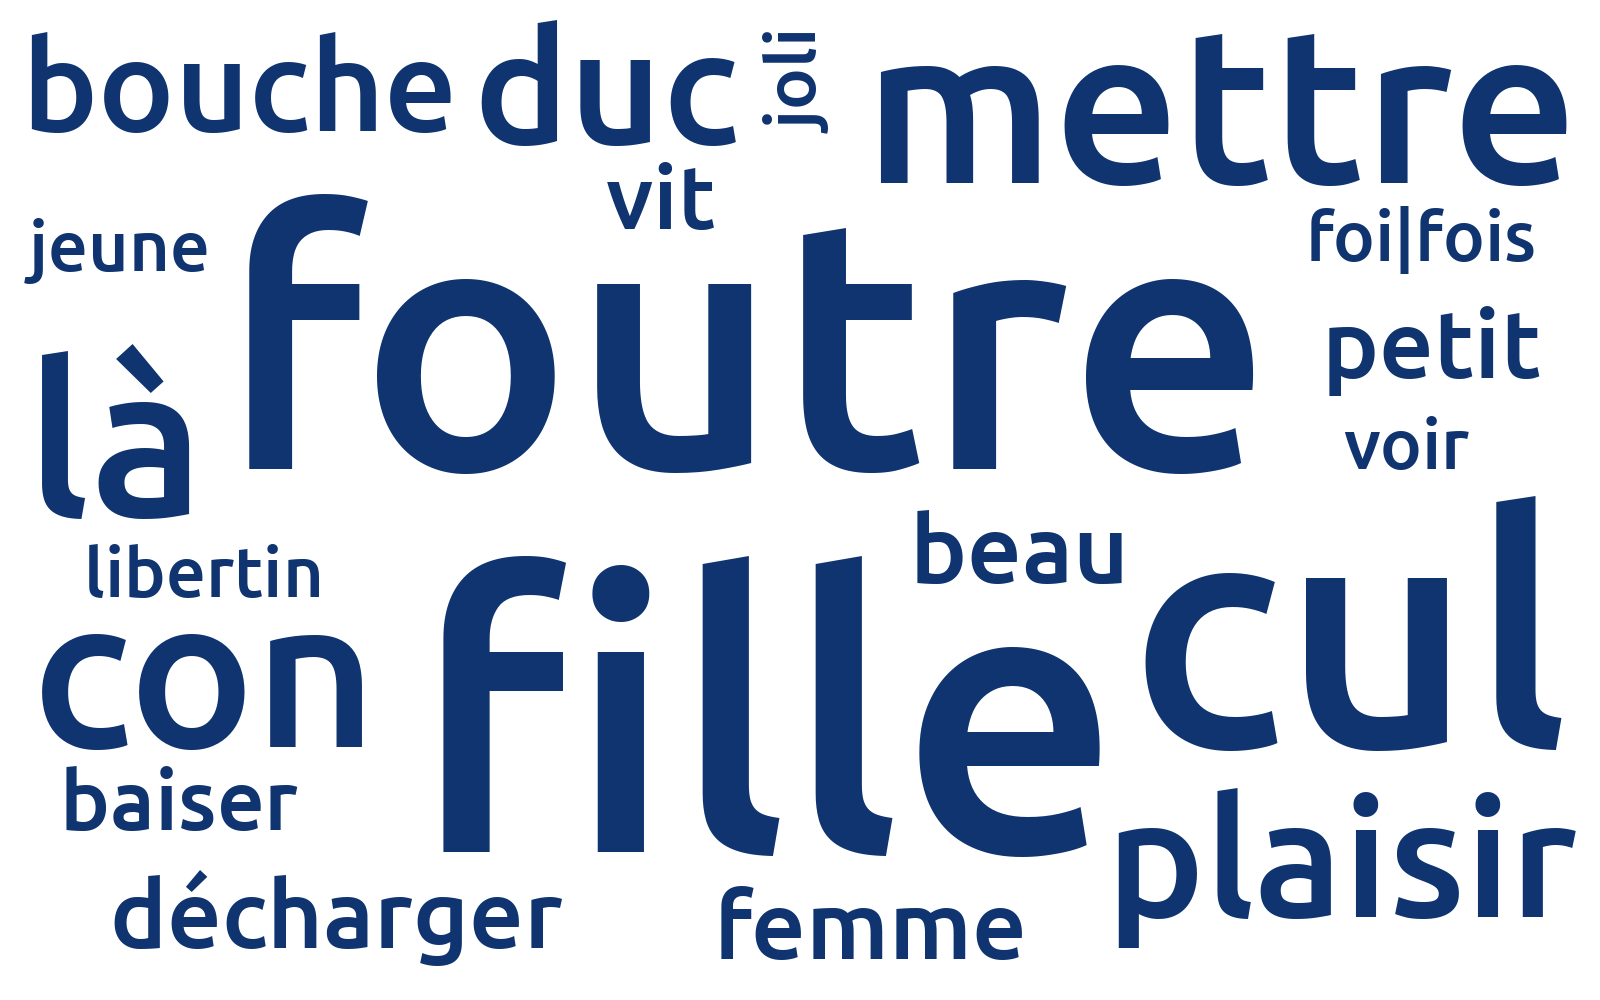 bouche duc joli mettre
vit
jeune foutre foi|fois
petit
là voir
libertin beau
con fille cul
baiser plaisir
décharger femme